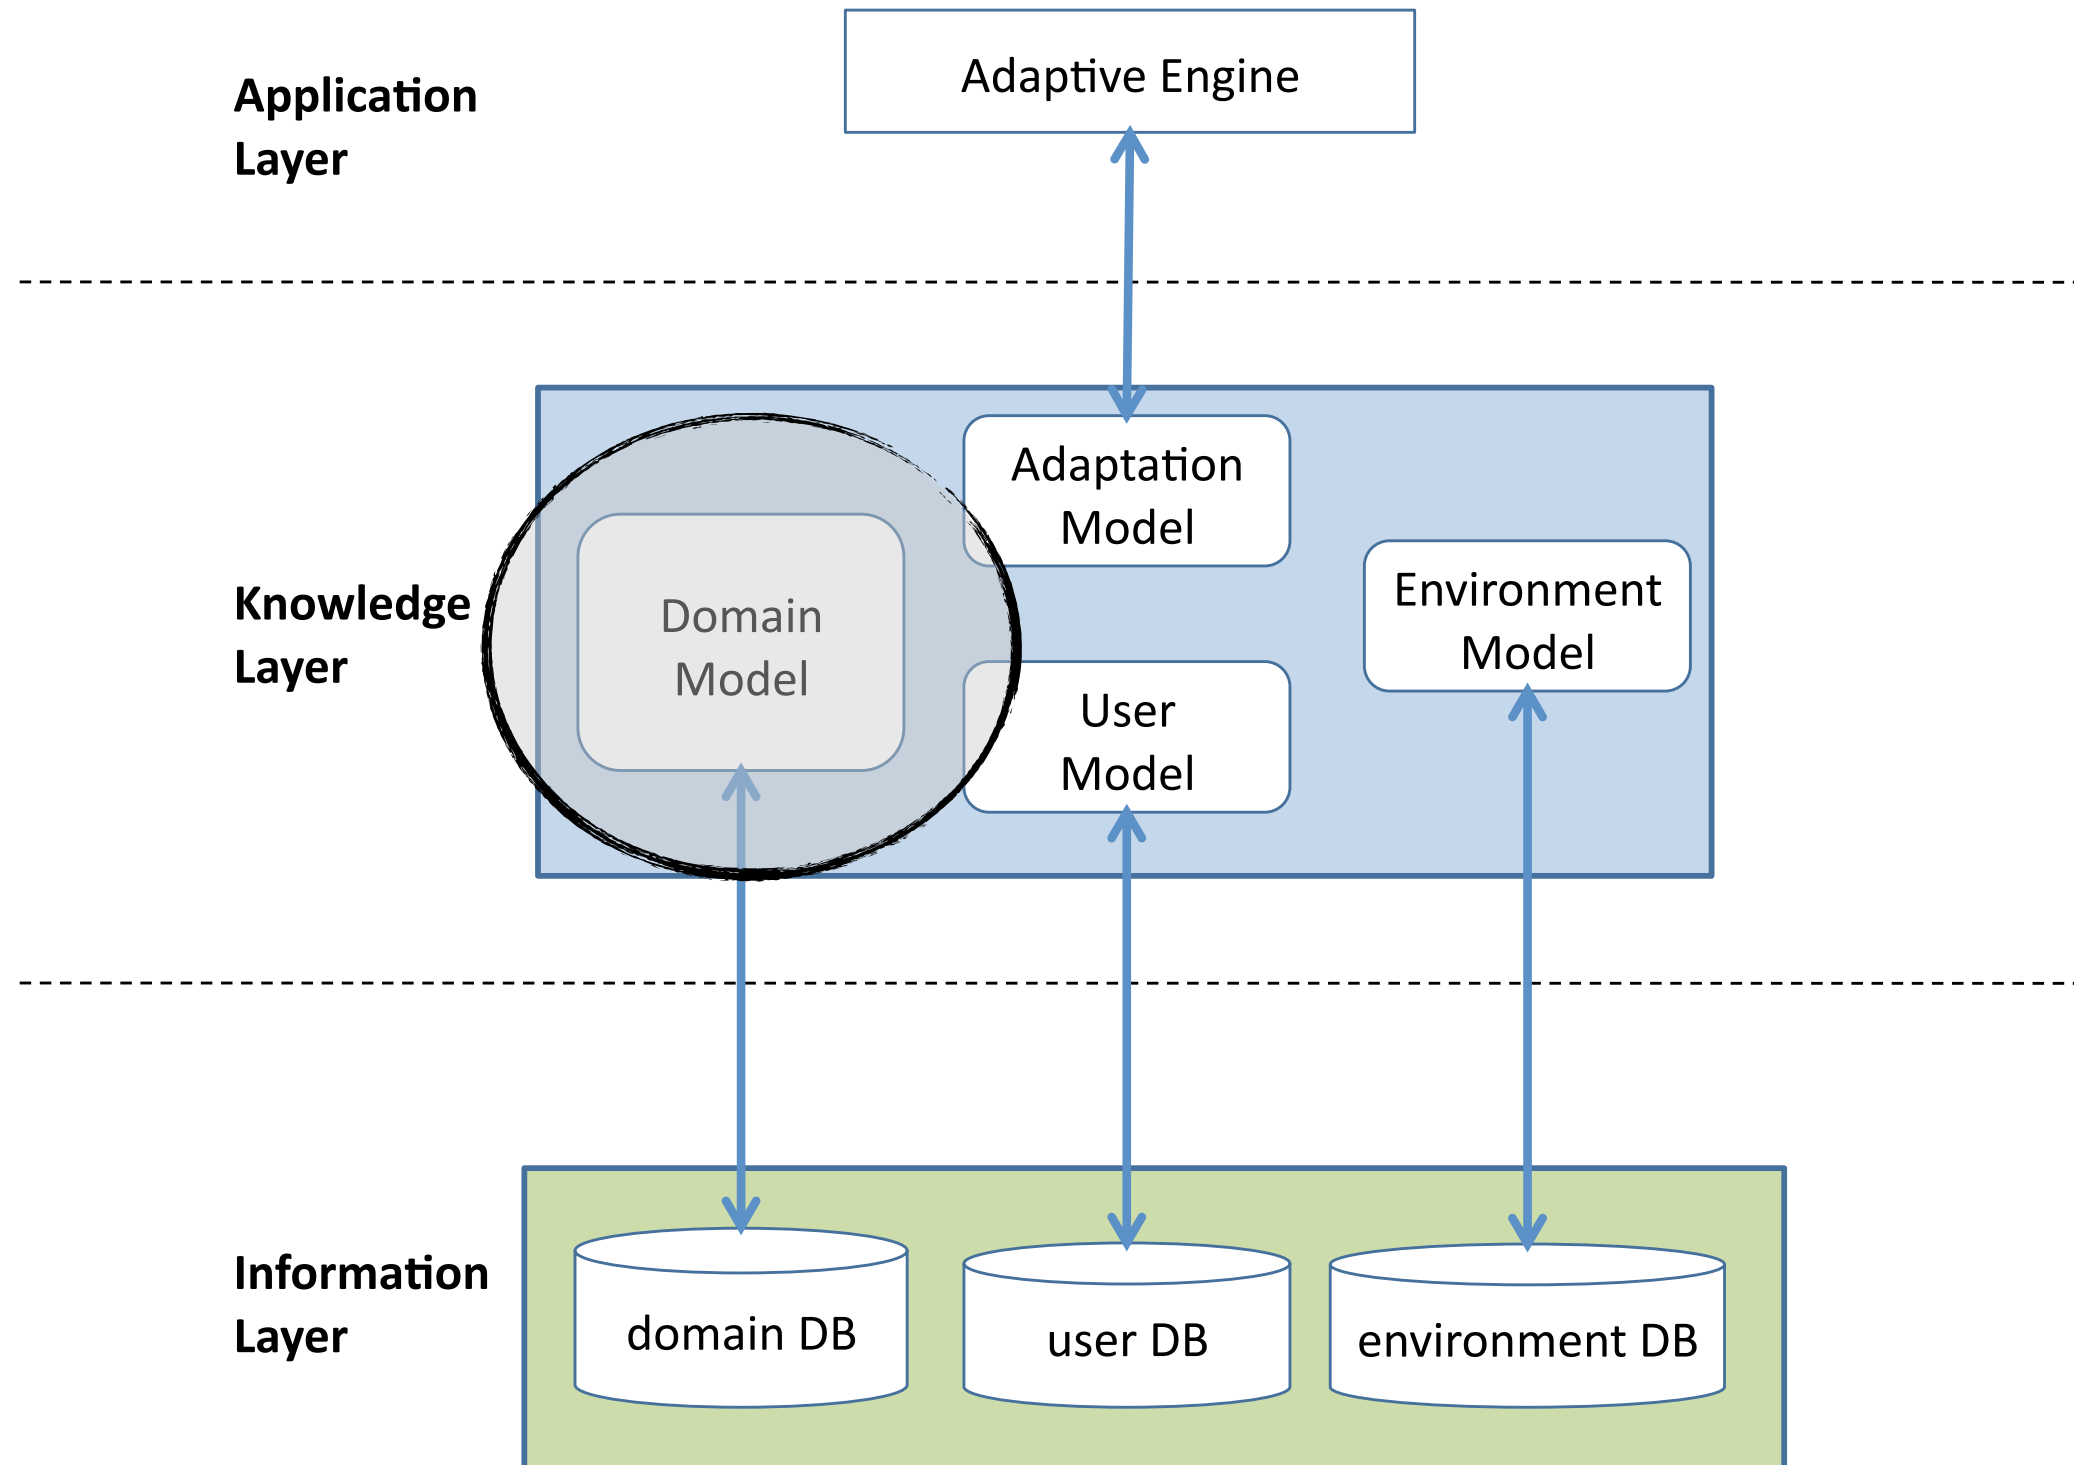 Application
Layer
Adaptive Engine
Knowledge
Layer
Domain
Model
Adaptation
Model
User
Model
Environment
Model
Information
Layer
domain DB
user DB
environment DB